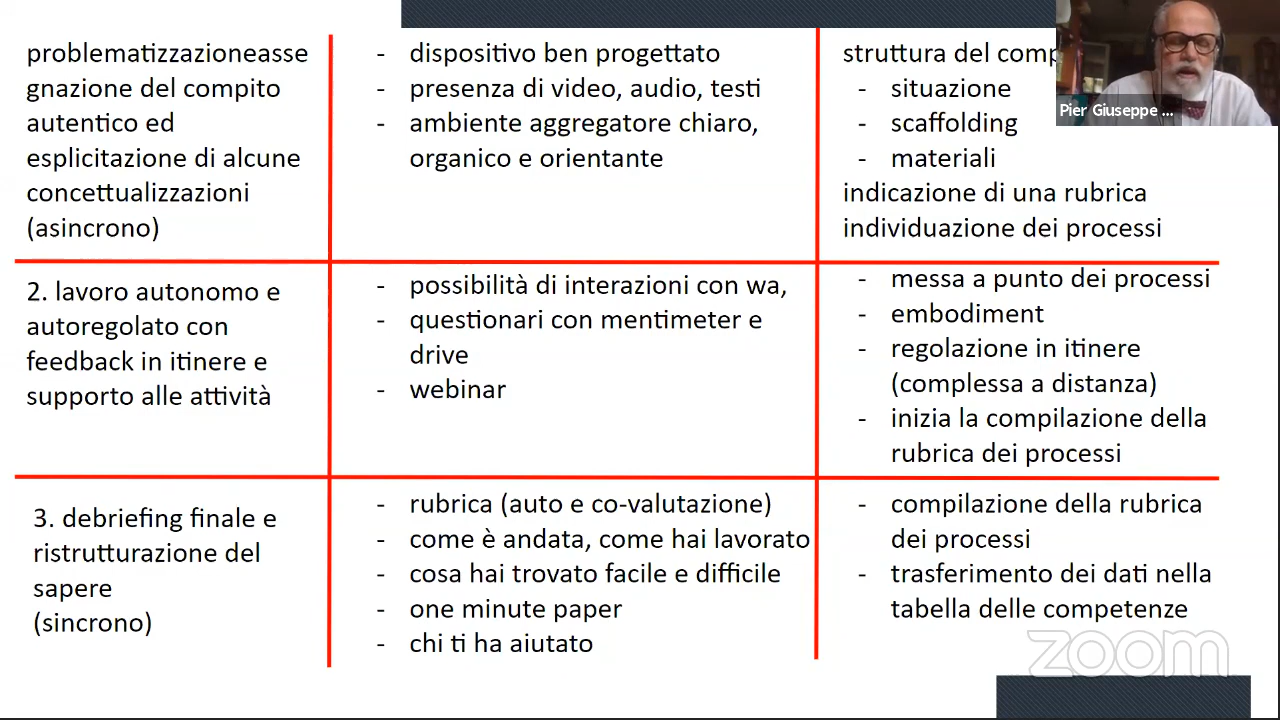 problematizzazioneasse
gnazione del compito
autentico ed
esplicitazione di alcune
concettualizzazioni
(asincrono)
- dispositivo ben progettato
- presenza di video, audio, testi
- ambiente aggregatore chiaro,
organico e orientante
struttura del
- situazione
- scaffolding
- materiali
indicazione di una rubrica
individuazione dei processi
Pier Giuseppe ...
2. lavoro autonomo e
autoregolato con
feedback in itinere e
supporto alle attività
- possibilità di interazioni con wa,
- questionari con mentimeter e
drive
- webinar
- messa a punto dei processi
- embodiment
- regolazione in itinere
(complessa a distanza)
- inizia la compilazione della
rubrica dei processi
3. debriefing finale e
ristrutturazione del
sapere
(sincrono)
- rubrica (auto e co-valutazione)
- come è andata, come hai lavorato
- cosa hai trovato facile e difficile
- one minute paper
- chi ti ha aiutato
- compilazione della rubrica
dei processi
- trasferimento dei dati nella
tabella delle competenze
zoom